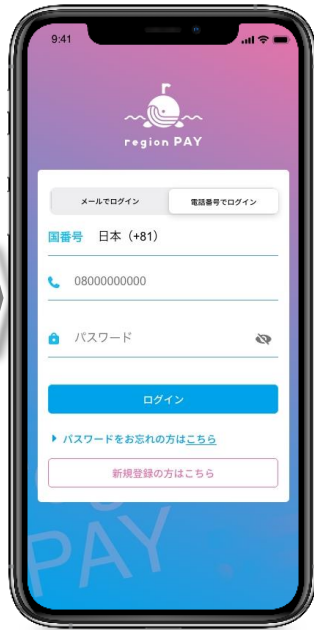 9:41
region PAY
メールでログイン
電話番号でログイン
国番号 日本（+81）
08000000000
パスワード
ログイン
パスワードをお忘れの方はこちら
新規登録の方はこちら
PAY